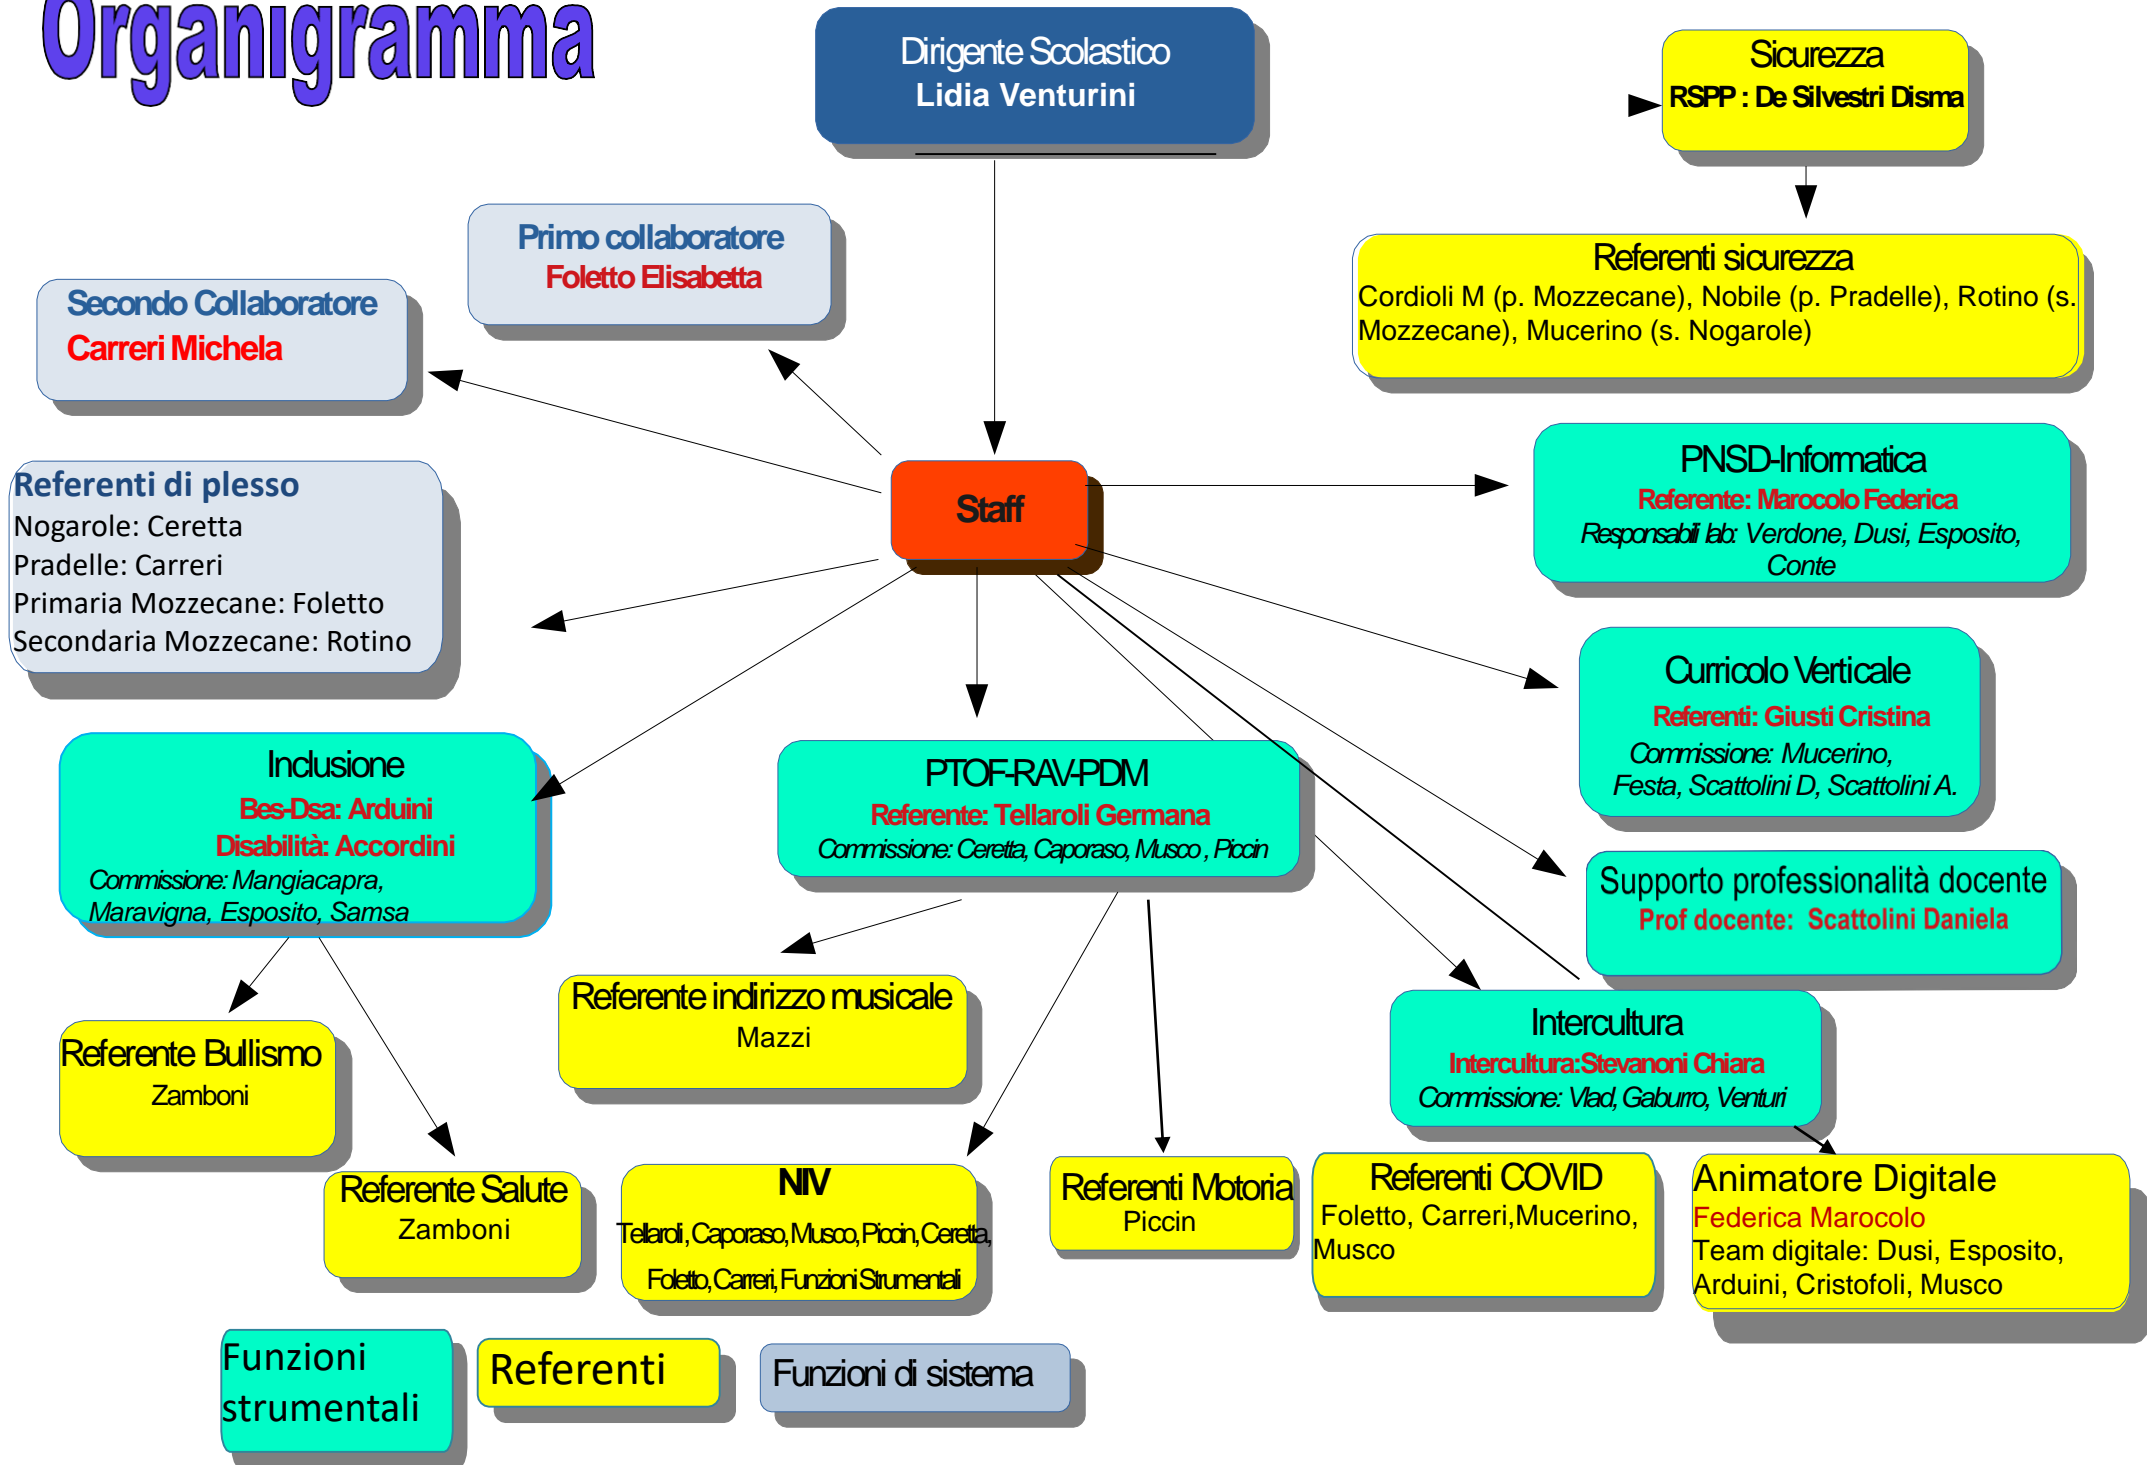 Organigramma
Dirigente Scolastico
Lidia Venturini
Sicurezza
RSPP : De Silvestri Disma
Primo collaboratore
Foletto Elisabetta
Referenti sicurezza
Cordioli M (p. Mozzecane), Nobile (p. Pradelle), Rotino (s.
Mozzecane), Mucerino (s. Nogarole)
Secondo Collaboratore
Carreri Michela
Referenti di plesso
Nogarole: Ceretta
Pradelle: Carreri
Primaria Mozzecane: Foletto
Secondaria Mozzecane: Rotino
Staff
PNSD-Informatica
Referente: Marocolo Federica
Responsabili lab: Verdone, Dusi, Esposito,
Conte
Curricolo Verticale
Referenti: Giusti Cristina
Commissione: Mucerino,
Festa, Scattolini D, Scattolini A.
Inclusione
Bes-Dsa: Arduini
Disabilità: Accordini
Commissione: Mangiacapra,
Maravigna, Esposito, Samsa
PTOF-RAV-PDM
Referente: Tellaroli Germana
Commissione: Ceretta, Caporaso, Musco , Piccin
Supporto professionalità docente
Prof docente: Scattolini Daniela
Referente indirizzo musicale
Mazzi
Intercultura
Intercultura:Stevanoni Chiara
Commissione: Vlad, Gaburro, Venturi
Referente Bullismo
Zamboni
Referente Salute
Zamboni
NIV
Tellaroli, Caporaso, Musco, Piccin, Ceretta,
Foletto, Carreri, Funzioni Strumentali
Referenti Motoria
Piccin
Referenti COVID
Foletto, Carreri,Mucerino,
Musco
Animatore Digitale
Federica Marocolo
Team digitale: Dusi, Esposito,
Arduini, Cristofoli, Musco
Funzioni
strumentali
Referenti
Funzioni di sistema